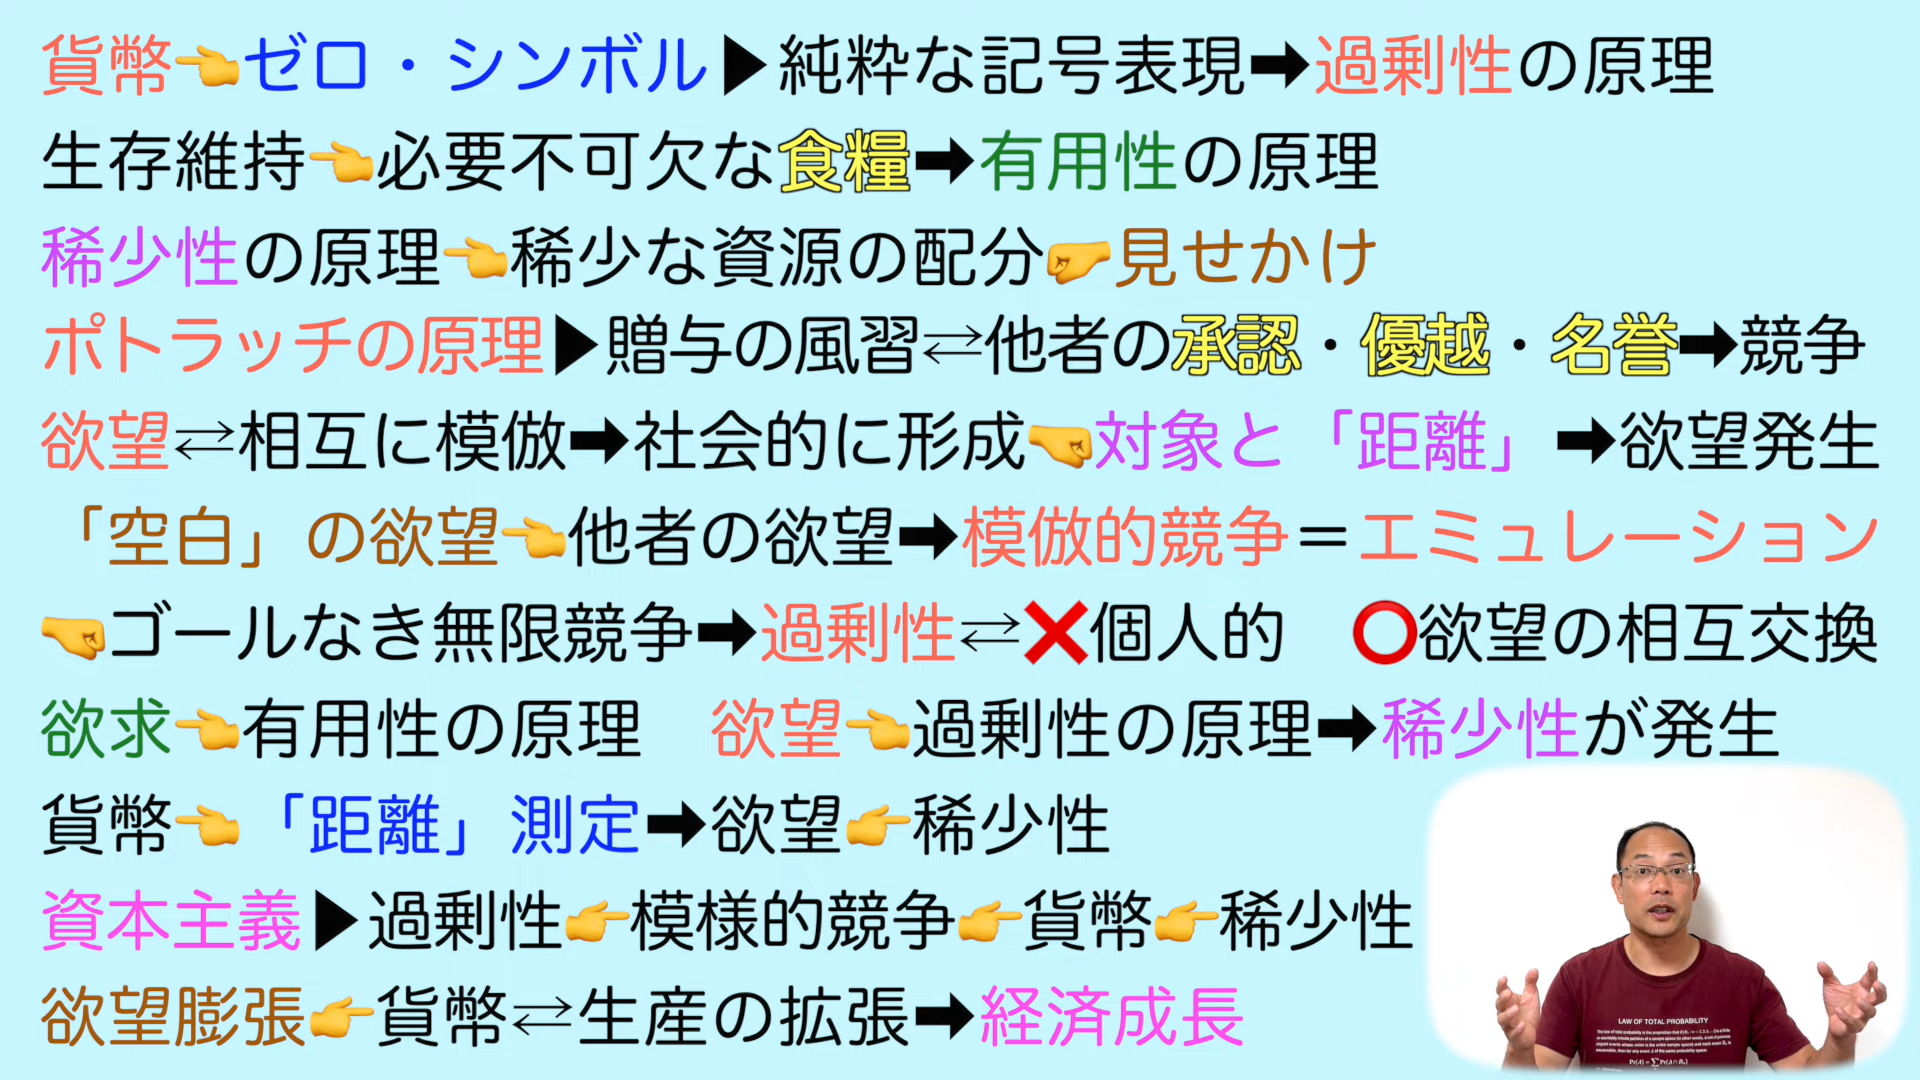 貨幣👈ゼロ・シンボル▶純粋な記号表現➡過剰性の原理
生存維持👈必要不可欠な食糧➡有用性の原理
稀少性の原理👈稀少な資源の配分🤛見せかけ
ポトラッチの原理▶贈与の風習⇄他者の承認・優越・名誉➡競争
欲望⇄相互に模倣➡社会的に形成🤜対象と「距離」➡欲望発生
「空白」の欲望👈他者の欲望➡模倣的競争＝エミュレーション
🤜ゴールなき無限競争➡過剰性⇄❌個人的　⭕欲望の相互交換
欲求👈有用性の原理　欲望👈過剰性の原理➡稀少性が発生
貨幣👈「距離」測定➡欲望👉稀少性
資本主義▶過剰性👉模様的競争👉貨幣👉稀少性
欲望膨張👉貨幣⇄生産の拡張➡経済成長
LAW OF TOTAL PROBABILITY